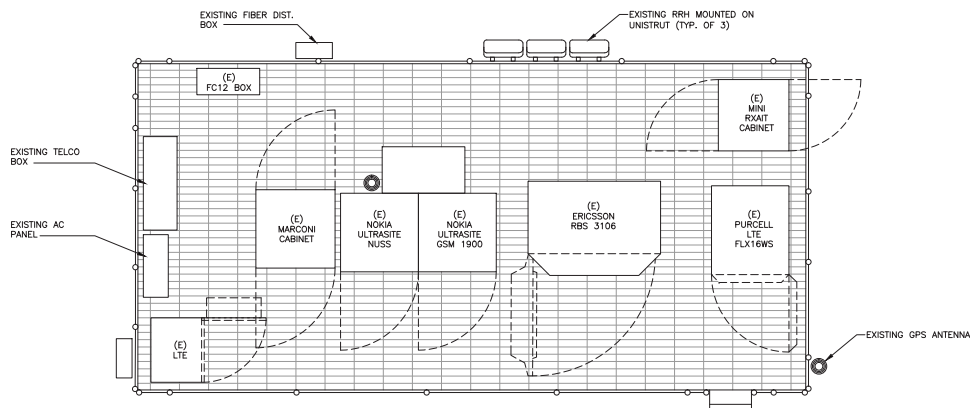 EXISTING FIBER DIST.
BOX
EXISTING RRH MOUNTED ON
UNISTRUT (TYP. OF 3)
(E)
FC12 BOX
(E)
MINI
RXAIT
CABINET
EXISTING TELCO
BOX
EXISTING AC
PANEL
(E)
MARCONI
CABINET
(E)
NOKIA
ULTRASITE
NUSS
(E)
NOKIA
ULTRASITE
GSM 1900
(E)
ERICSSON
RBS 3106
(E)
PURCELL
LTE
FLX16WS
(E)
LTE
EXISTING GPS ANTENNA